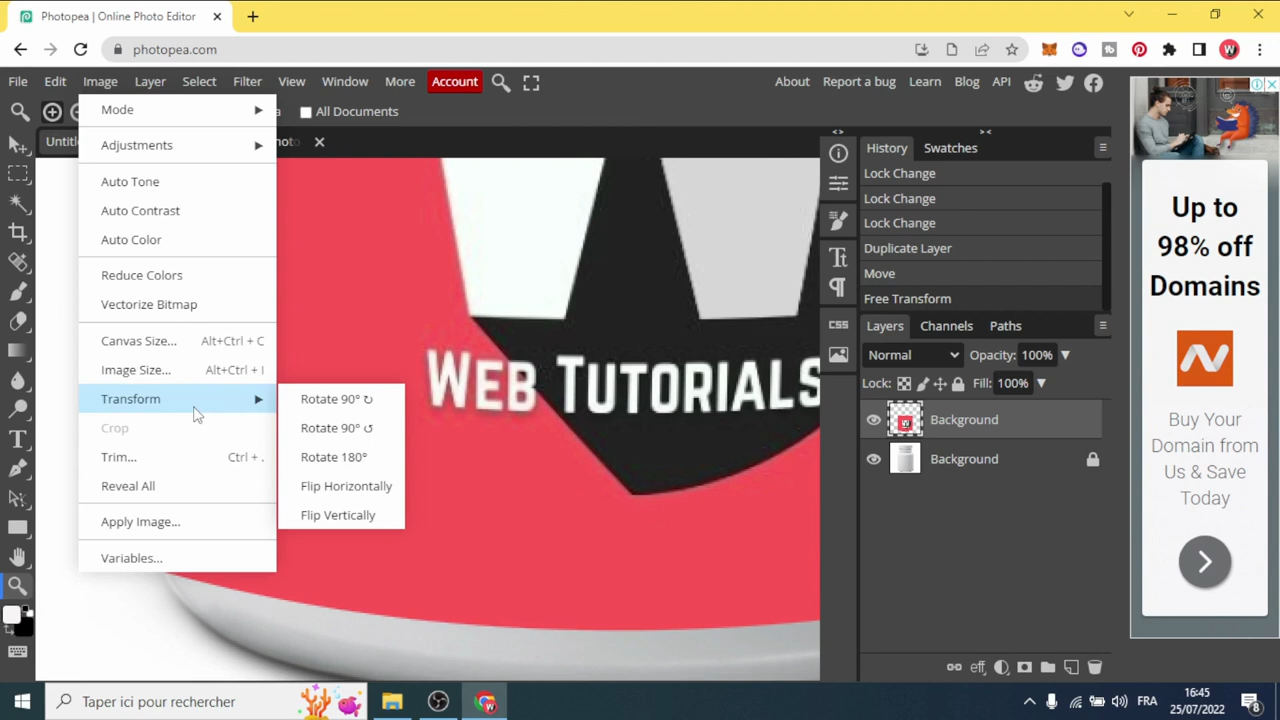 Photopea | Online Photo Editor
photopea.com
File Edit Image Layer Select Filter View Window More Account About Report a bug Learn Blog API
All Documents
Untitl
Mode
Adjustments
Auto Tone
Auto Contrast
Auto Color
Reduce Colors
Vectorize Bitmap
Canvas Size... Alt+Ctrl + C
Image Size... Alt+Ctrl + I
Transform
Crop
Trim... Ctrl + .
Reveal All
Apply Image...
Variables...
Rotate 90° ↻
Rotate 90° ↺
Rotate 180°
Flip Horizontally
Flip Vertically
WEB TUTORIALS
History Swatches
Lock Change
Lock Change
Lock Change
Duplicate Layer
Move
Free Transform
CSS
Layers Channels Paths
Normal Opacity: 100%
Lock: Fill: 100%
Background
Background
eff
Up to
98% off
Domains
Buy Your
Domain from
Us & Save
Today
Taper ici pour rechercher
FRA
16:45
25/07/2022
8